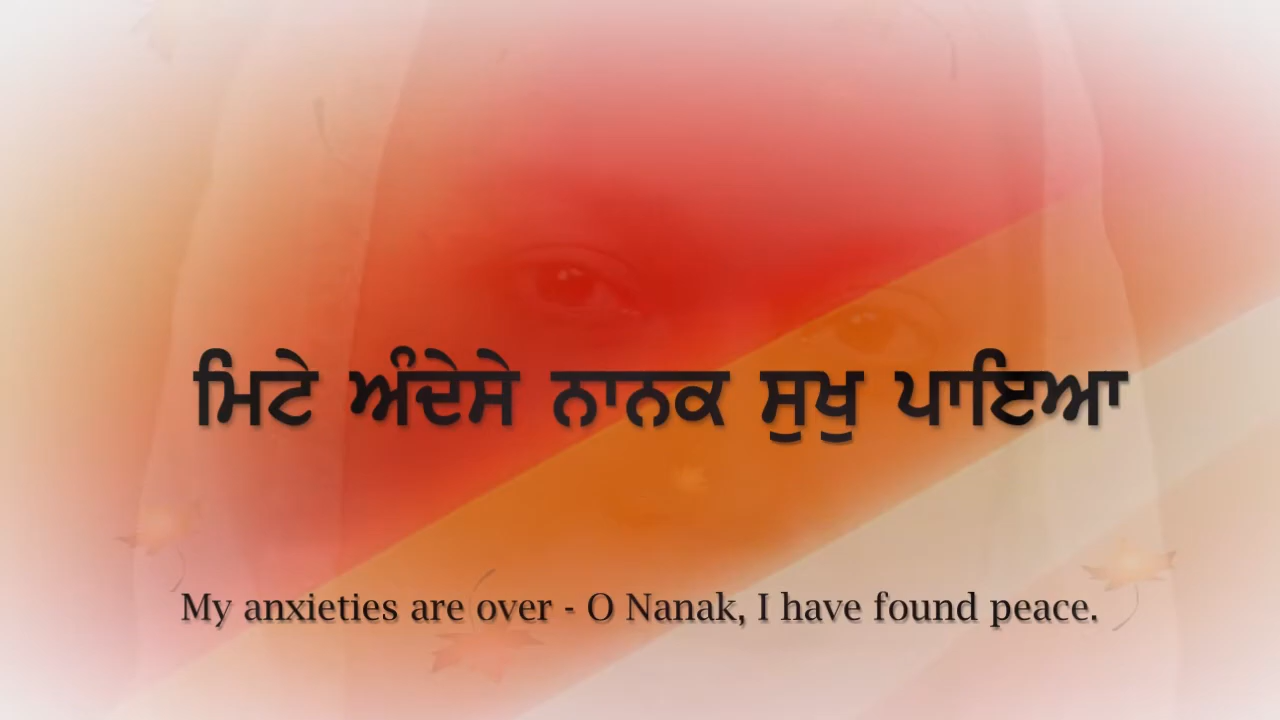 ਮਿਟੇ ਅੰਦੇਸੇ ਨਾਨਕ ਸੁਖੁ ਪਾਇਆ
My anxieties are over - O Nanak, I have found peace.